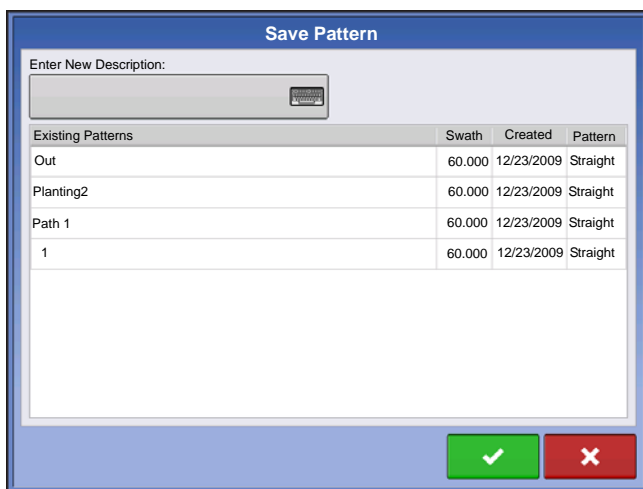 Save Pattern
Enter New Description:
Existing Patterns Swath Created Pattern
Out 60.000 12/23/2009 Straight
Planting2 60.000 12/23/2009 Straight
Path 1 60.000 12/23/2009 Straight
1 60.000 12/23/2009 Straight